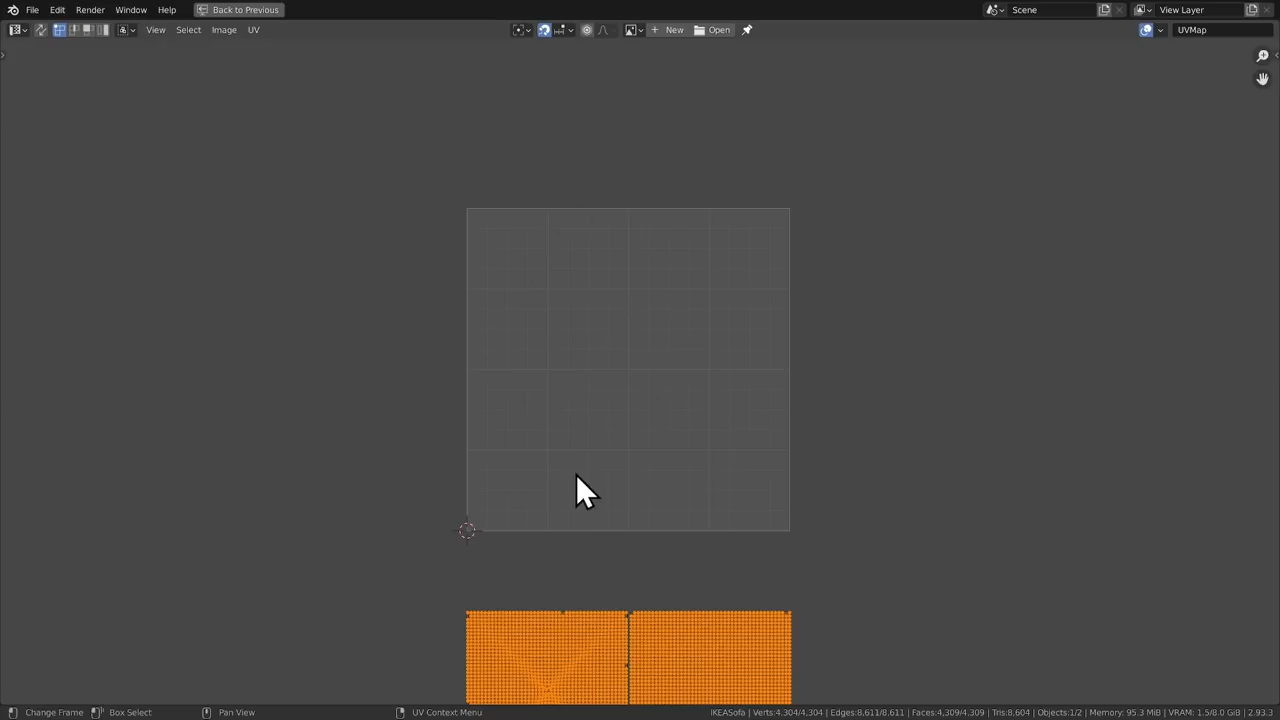 File Edit Render Window Help Back to Previous Scene View Layer
View Select Image UV New Open UVMap
Change Frame Box Select Pan View UV Context Menu IKEASofa | Verts:4,304/4,304 | Edges:8,611/8,611 | Faces:4,309/4,309 | Tris:8,604 | Objects:1/2 | Memory: 95.3 MiB | VRAM: 1.5/8.0 GiB | 2.93.3